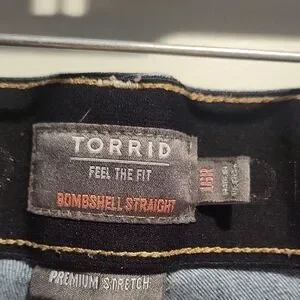 TORRID
FEEL THE FIT
BOMBSHELL STRAIGHT
18R
PREMIUM STRETCH